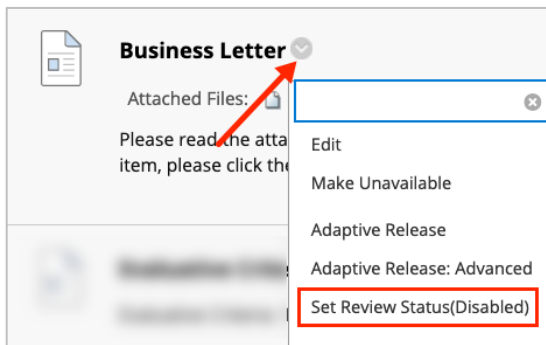 Business Letter
Attached Files:
Please read the atta
item, please click the
Edit
Make Unavailable
Adaptive Release
Adaptive Release: Advanced
Set Review Status(Disabled)